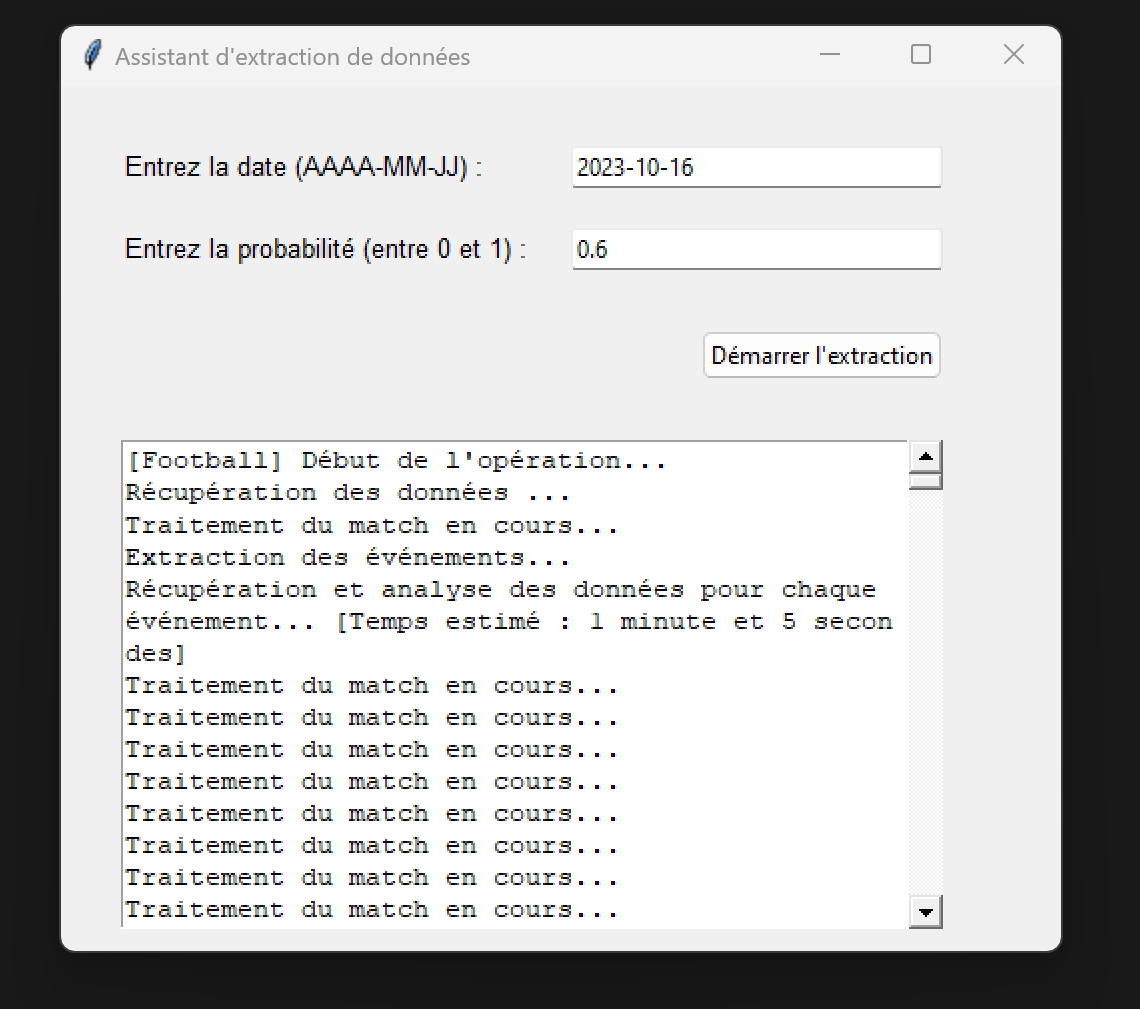 Assistant d'extraction de données
Entrez la date (AAAA-MM-JJ) :
2023-10-16
Entrez la probabilité (entre 0 et 1) :
0.6
Démarrer l'extraction
[Football] Début de l'opération...
Récupération des données ...
Traitement du match en cours...
Extraction des événements...
Récupération et analyse des données pour chaque
événement... [Temps estimé : 1 minute et 5 secon
des]
Traitement du match en cours...
Traitement du match en cours...
Traitement du match en cours...
Traitement du match en cours...
Traitement du match en cours...
Traitement du match en cours...
Traitement du match en cours...
Traitement du match en cours...